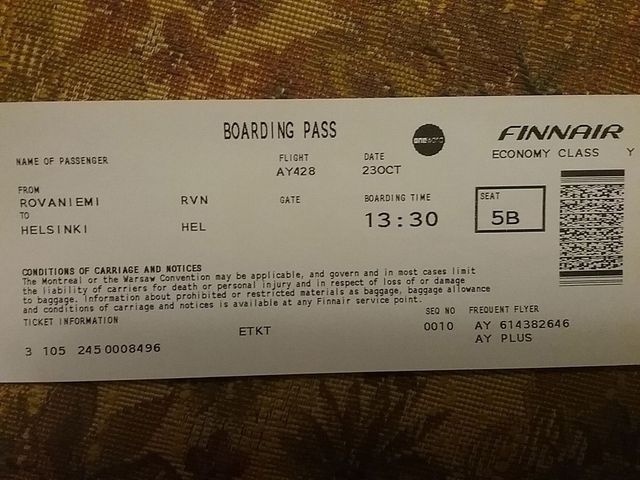 BOARDING PASS
oneworld
FINNAIR
ECONOMY CLASS Y
NAME OF PASSENGER
FLIGHT DATE
AY428 23OCT
FROM
ROVANIEMI RVN
GATE BOARDING TIME SEAT
TO
HELSINKI HEL
13:30 5B
CONDITIONS OF CARRIAGE AND NOTICES
The Montreal or the Warsaw Convention may be applicable, and govern and in most cases limit
the liability of carriers for death or personal injury and in respect of loss of or damage
to baggage. Information about prohibited or restricted materials as baggage, baggage allowance
and conditions of carriage and notices is available at any Finnair service point.
TICKET INFORMATION SEQ NO FREQUENT FLYER
ETKT 0010 AY 614382646
AY PLUS
3 105 2450008496